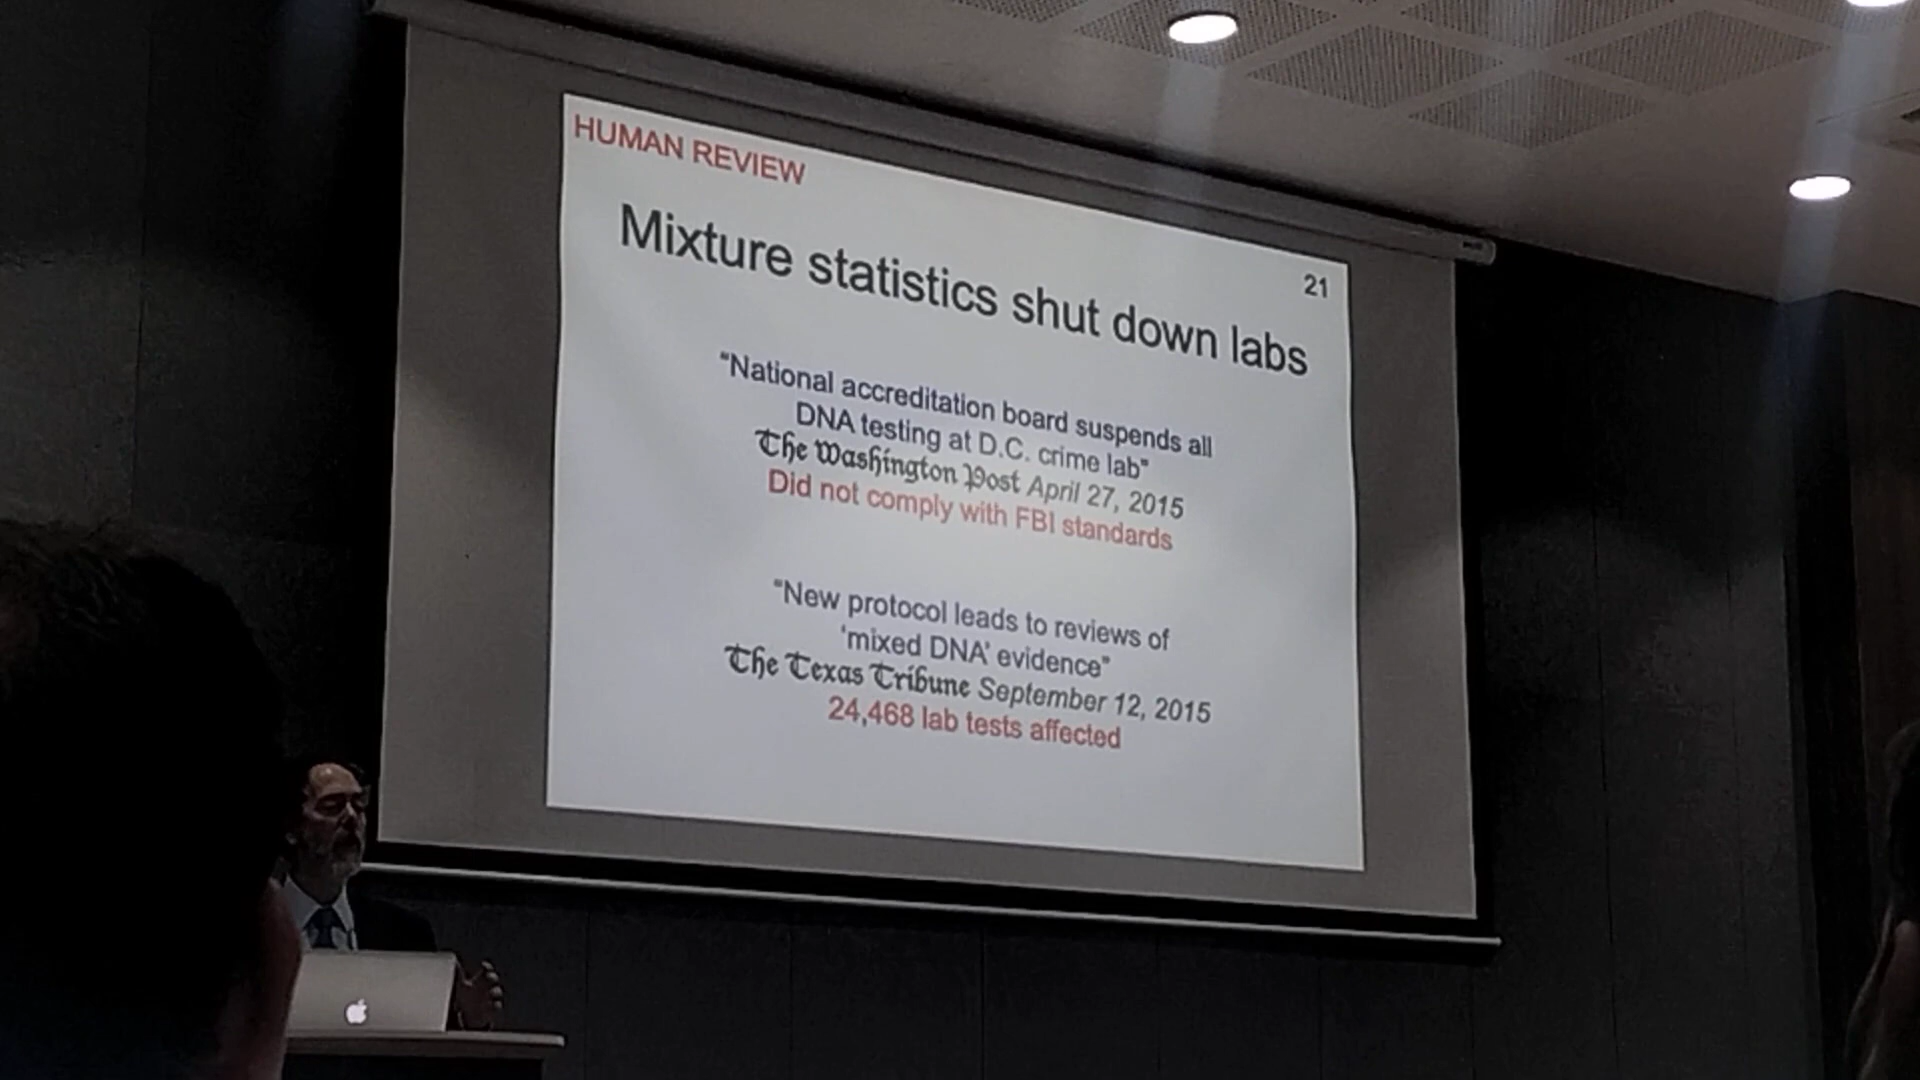 HUMAN REVIEW
21
Mixture statistics shut down labs
“National accreditation board suspends all
DNA testing at D.C. crime lab”
The Washington Post April 27, 2015
Did not comply with FBI standards
“New protocol leads to reviews of
‘mixed DNA’ evidence”
The Texas Tribune September 12, 2015
24,468 lab tests affected